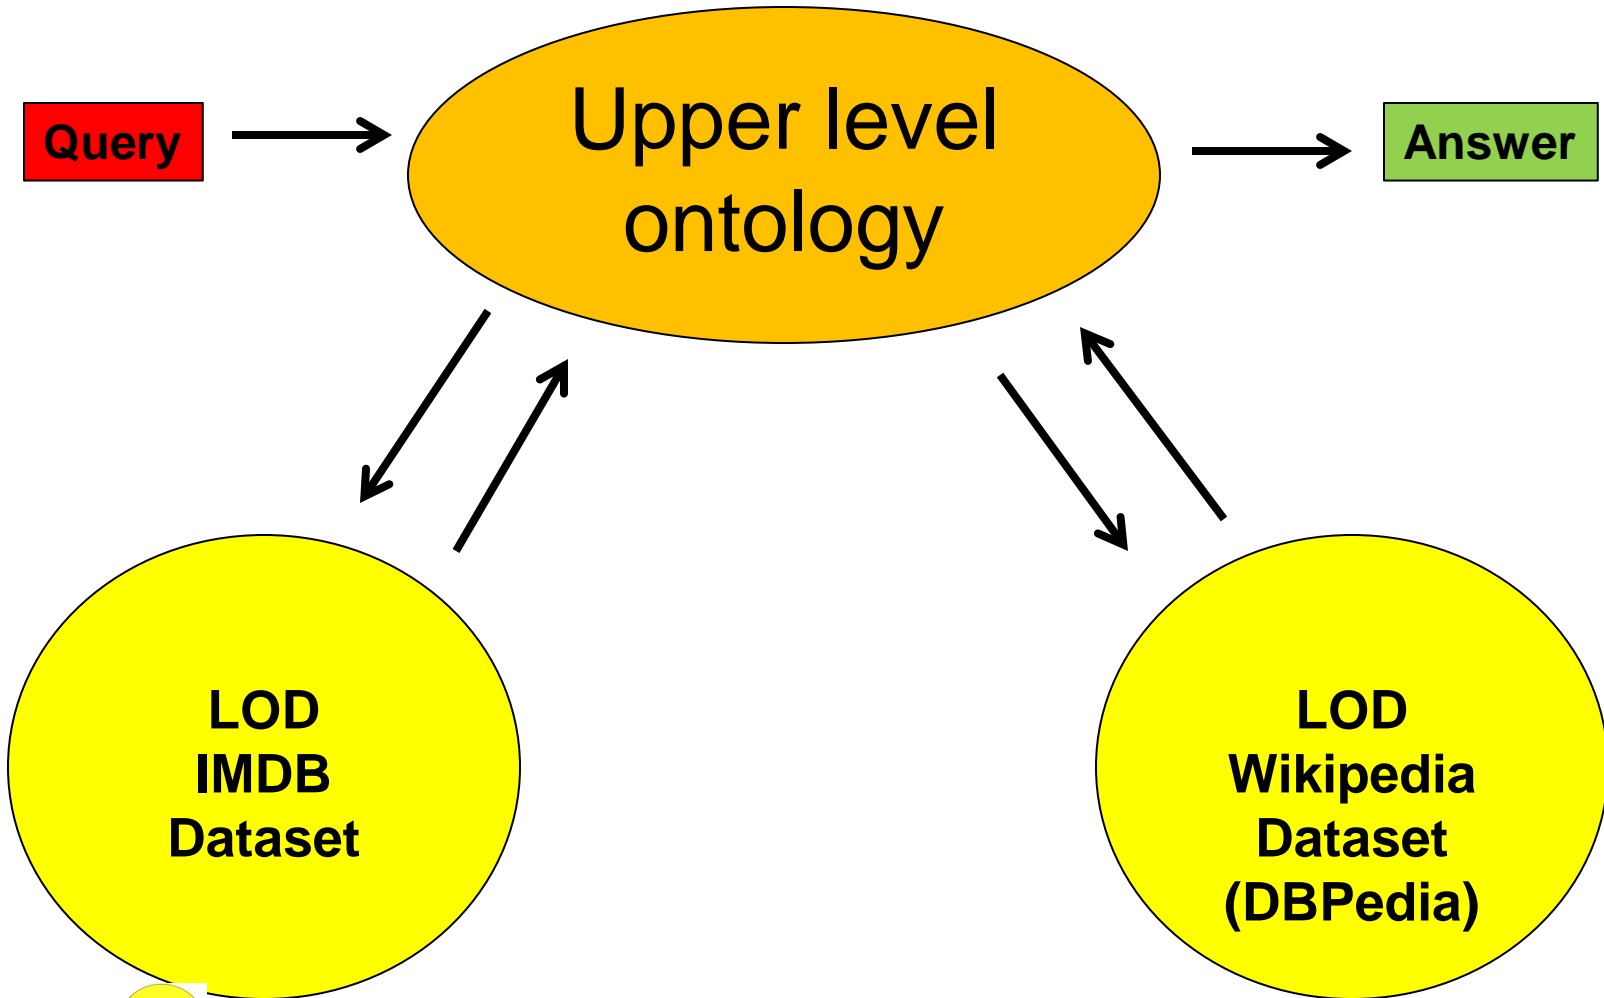 Query
Upper level
ontology
Answer
LOD
IMDB
Dataset
LOD
Wikipedia
Dataset
(DBPedia)